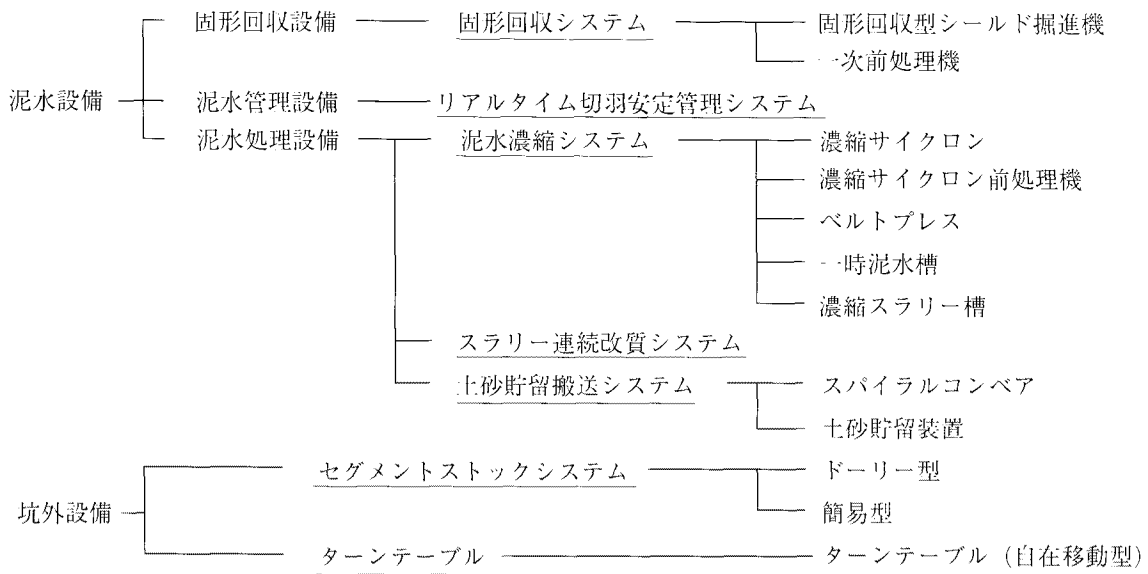 固形回収設備 固形回収システム 固形回収型シールド掘進機
一次前処理機
泥水設備 泥水管理設備 リアルタイム切羽安定管理システム
泥水処理設備 泥水濃縮システム 濃縮サイクロン
濃縮サイクロン前処理機
ベルトプレス
一時泥水槽
濃縮スラリー槽
スラリー連続改質システム
土砂貯留搬送システム スパイラルコンベア
土砂貯留装置
セグメントストックシステム ドーリー型
坑外設備 簡易型
ターンテーブル ターンテーブル (自在移動型)